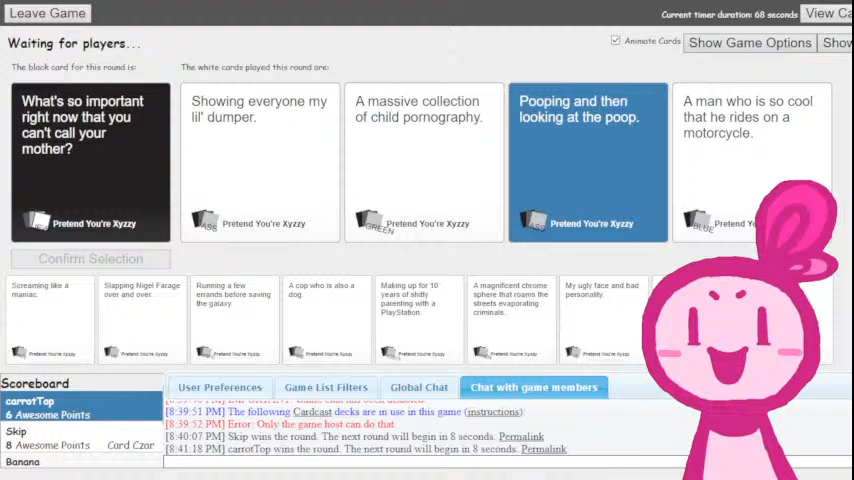 Leave Game
Current timer duration: 68 seconds
View Ca
Waiting for players...
Animate Cards
Show Game Options
Show
The black card for this round is:
The white cards played this round are:
What's so important
right now that you
can't call your
mother?
Pretend You're Xyzzy
Showing everyone my
lil' dumper.
ASS
Pretend You're Xyzzy
A massive collection
of child pornography.
GREEN
Pretend You're Xyzzy
Pooping and then
looking at the poop.
ASS
Pretend You're Xyzzy
A man who is so cool
that he rides on a
motorcycle.
BLUE
Pretend Yo
Confirm Selection
Screaming like a
maniac.
Pretend You're Xyzzy
Slapping Nigel Farage
over and over.
Pretend You're Xyzzy
Running a few
errands before saving
the galaxy
Pretend You're Xyzzy
A cop who is also a
dog.
Pretend You're Xyzzy
Making up for 10
years of shitty
parenting with a
PlayStation.
Pretend You're Xyzzy
A magnificent chrome
sphere that roams the
streets evaporating
criminals.
Pretend You're Xyzzy
My ugly face and bad
personality.
Pretend You're Xyzzy
Scoreboard
carrotTop
6 Awesome Points
Skip
8 Awesome Points Card Czar
Banana
User Preferences
Game List Filters
Global Chat
Chat with game members
[8:39:51 PM] The following Cardcast decks are in use in this game (instructions):
[8:39:52 PM] Error: Only the game host can do that.
[8:40:07 PM] Skip wins the round. The next round will begin in 8 seconds. Permalink
[8:41:18 PM] carrotTop wins the round. The next round will begin in 8 seconds. Permalink